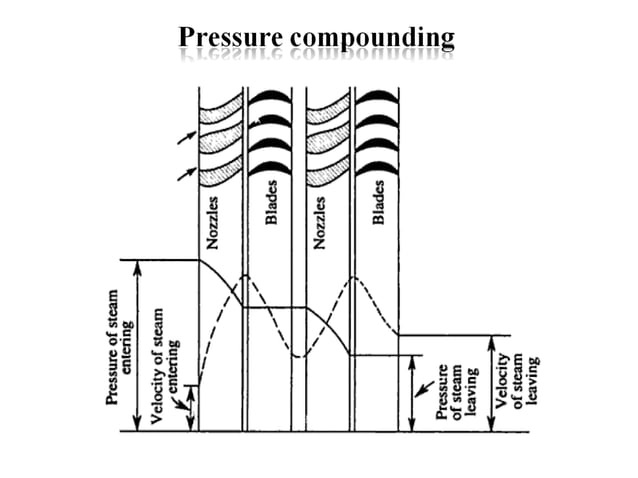 Pressure compounding
Nozzles
Blades
Nozzles
Blades
Pressure of steam
entering
Velocity of steam
entering
Pressure
of steam
leaving
Velocity
of steam
leaving